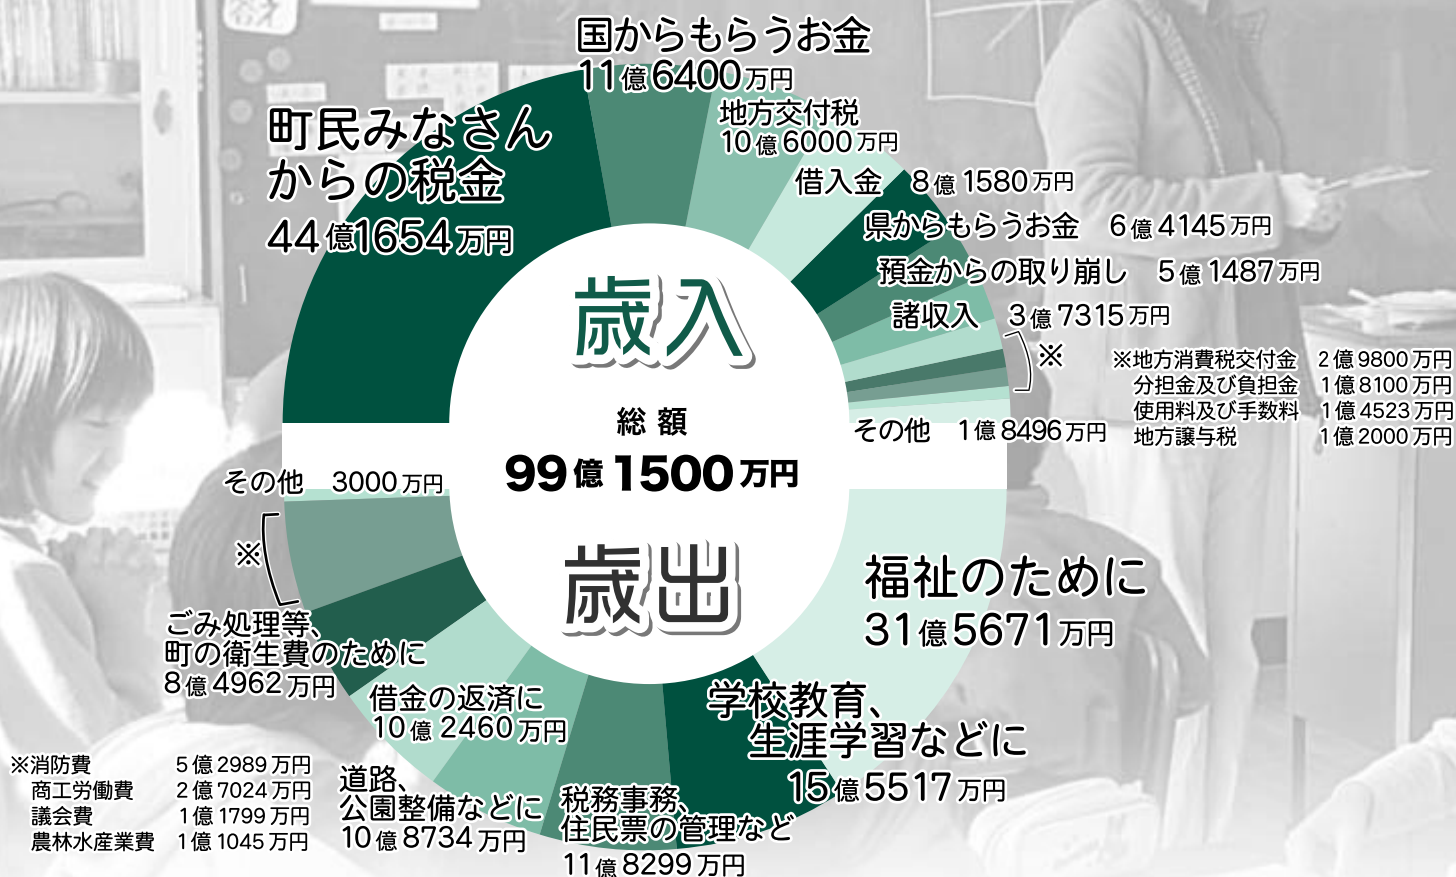 国からもらうお金
11億6400万円
町民みなさん
からの税金
44億1654万円
地方交付税
10億6000万円
借入金 8億1580万円
県からもらうお金 6億4145万円
預金からの取り崩し 5億1487万円
諸収入 3億7315万円
※
※地方消費税交付金 2億9800万円
分担金及び負担金 1億8100万円
使用料及び手数料 1億4523万円
地方譲与税 1億2000万円
その他 1億8496万円
歳入
総額
99億1500万円
歳出
その他 3000万円
※
福祉のために
31億5671万円
ごみ処理等、
町の衛生費のために
8億4962万円
学校教育、
生涯学習などに
15億5517万円
借金の返済に
10億2460万円
道路、
公園整備などに
10億8734万円
税務事務、
住民票の管理など
11億8299万円
※消防費 5億2989万円
商工労働費 2億7024万円
議会費 1億1799万円
農林水産業費 1億1045万円